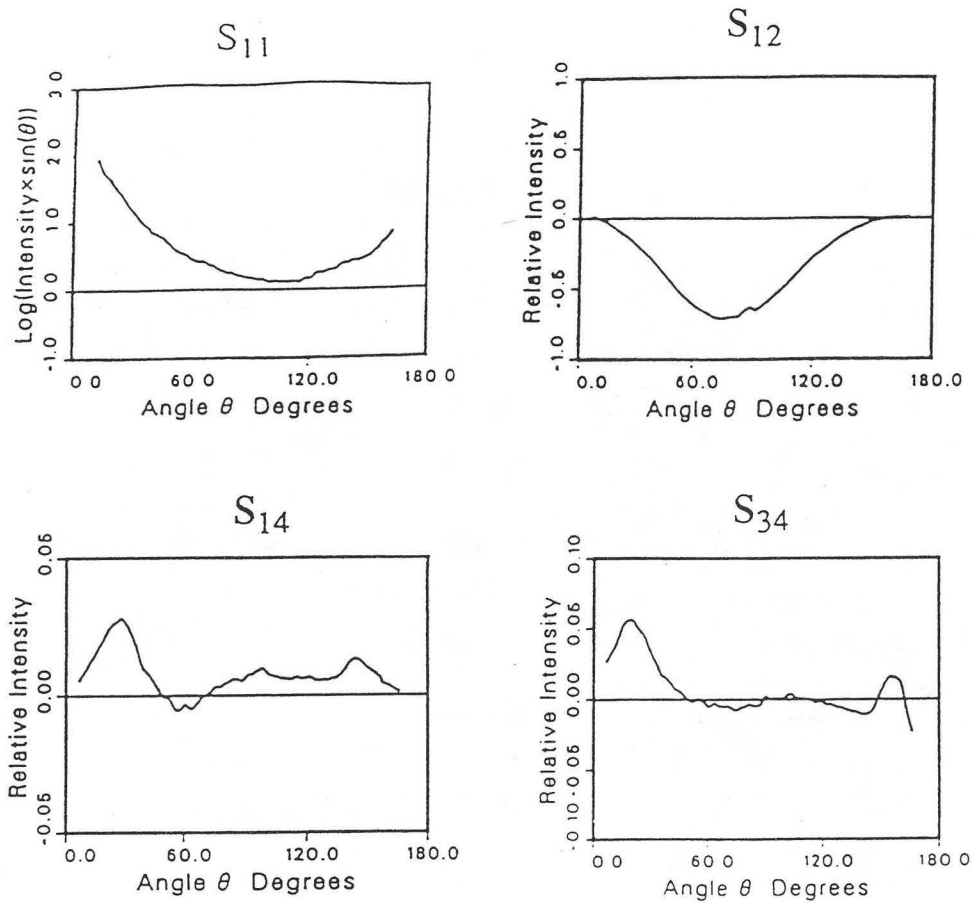 S11
S12
Log(Intensity×sin(θ))
3 0
2 0
1 0
0 0
-1.0
0 0
60 0
120.0
180 0
Angle θ Degrees
Relative Intensity
1.0
0.5
0.0
-0.5
-1.0
0.0
60.0
120.0
180.0
Angle θ Degrees
S14
S34
Relative Intensity
0.05
0.00
-0.05
0.0
60.0
120.0
180.0
Angle θ Degrees
Relative Intensity
0.10
0.05
0.00
-0.05
-0.10
0 0
60 0
120.0
180 0
Angle θ Degrees